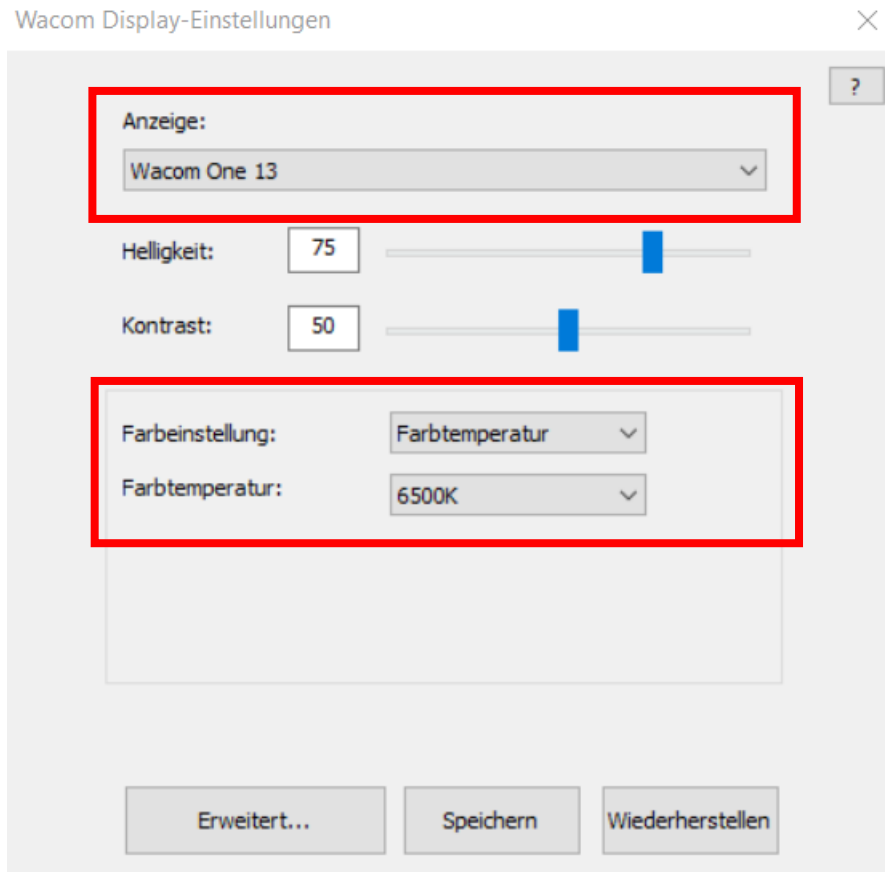 Wacom Display-Einstellungen
?
Anzeige:
Wacom One 13
Helligkeit: 75
Kontrast: 50
Farbeinstellung: Farbtemperatur
Farbtemperatur: 6500K
Erweitert... Speichern Wiederherstellen